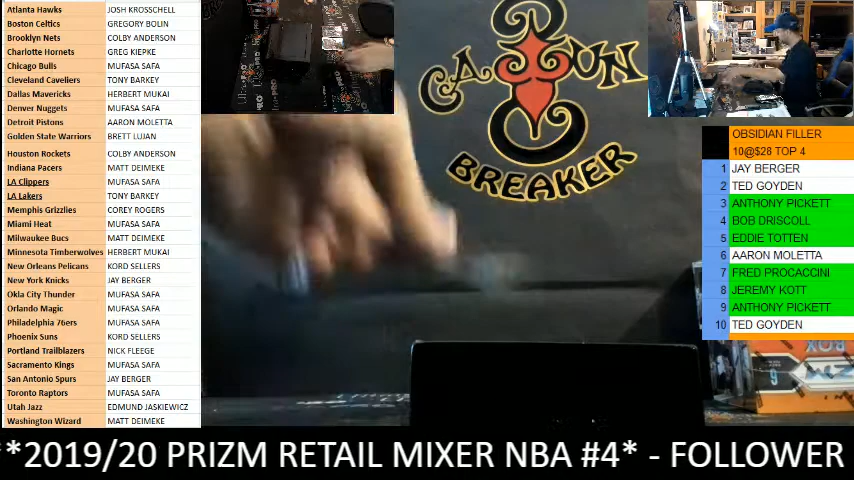 Atlanta Hawks JOSH KROSSCHELL
Boston Celtics GREGORY BOLIN
Brooklyn Nets COLBY ANDERSON
Charlotte Hornets GREG KIEPKE
Chicago Bulls MUFASA SAFA
Cleveland Cavaliers TONY BARKEY
Dallas Mavericks HERBERT MUKAI
Denver Nuggets MUFASA SAFA
Detroit Pistons AARON MOLETTA
Golden State Warriors BRETT LUJAN
Houston Rockets COLBY ANDERSON
Indiana Pacers MATT DEIMEKE
LA Clippers MUFASA SAFA
LA Lakers TONY BARKEY
Memphis Grizzlies COREY ROGERS
Miami Heat MUFASA SAFA
Milwaukee Bucs MATT DEIMEKE
Minnesota Timberwolves HERBERT MUKAI
New Orleans Pelicans KORD SELLERS
New York Knicks JAY BERGER
Okla City Thunder MUFASA SAFA
Orlando Magic MUFASA SAFA
Philadelphia 76ers MUFASA SAFA
Phoenix Suns KORD SELLERS
Portland Trailblazers NICK FLEEGE
Sacramento Kings MUFASA SAFA
San Antonio Spurs JAY BERGER
Toronto Raptors MUFASA SAFA
Utah Jazz EDMUND JASKIEWICZ
Washington Wizard MATT DEIMEKE
CAJUN
BREAKER
OBSIDIAN FILLER
10@$28 TOP 4
1 JAY BERGER
2 TED GOYDEN
3 ANTHONY PICKETT
4 BOB DRISCOLL
5 EDDIE TOTTEN
6 AARON MOLETTA
7 FRED PROCACCINI
8 JEREMY KOTT
9 ANTHONY PICKETT
10 TED GOYDEN
**2019/20 PRIZM RETAIL MIXER NBA #4* - FOLLOWER